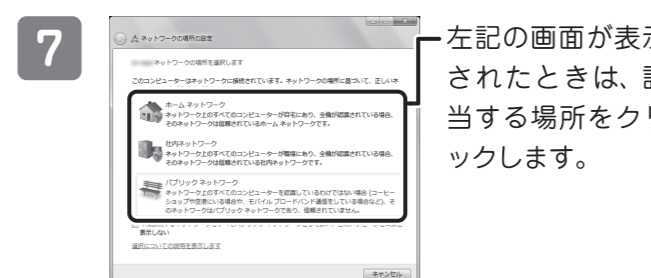 7
ネットワークの場所の設定
ネットワークの場所を選択します
このコンピューターはネットワークに接続されています。ネットワークの場所に基づいて、正しいネ
ホーム ネットワーク
ネットワーク上のすべてのコンピューターが自宅にあり、全機が認識されている場合、
そのネットワークは信頼されているホーム ネットワークです。
社内ネットワーク
ネットワーク上のすべてのコンピューターが職場にあり、全機が認識されている場合、
そのネットワークは信頼されている社内ネットワークです。
パブリック ネットワーク
ネットワーク上のすべてのコンピューターを認識しているわけではない場合 (コーヒー
ショップや空港にいる場合や、モバイル ブロードバンド通信をしている場合など)、そ
のネットワークはパブリック ネットワークであり、信頼されていません。
表示しない
選択についての説明を表示します
キャンセル
左記の画面が表示
されたときは、
当する場所をクリ
ックします。